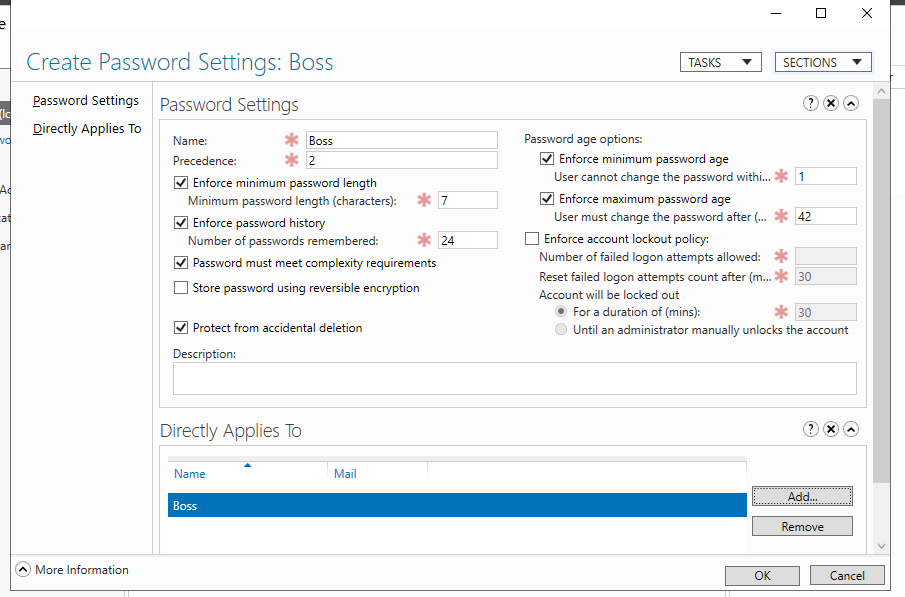 Create Password Settings: Boss
TASKS
SECTIONS
Password Settings
Directly Applies To
Password Settings
Name:
Boss
Precedence:
2
Enforce minimum password length
Minimum password length (characters):
7
Enforce password history
Number of passwords remembered:
24
Password must meet complexity requirements
Store password using reversible encryption
Protect from accidental deletion
Password age options:
Enforce minimum password age
User cannot change the password withi...
1
Enforce maximum password age
User must change the password after (...
42
Enforce account lockout policy:
Number of failed logon attempts allowed:
Reset failed logon attempts count after (m...
30
Account will be locked out
For a duration of (mins):
30
Until an administrator manually unlocks the account
Description:
Directly Applies To
Name
Mail
Boss
Add...
Remove
More Information
OK
Cancel